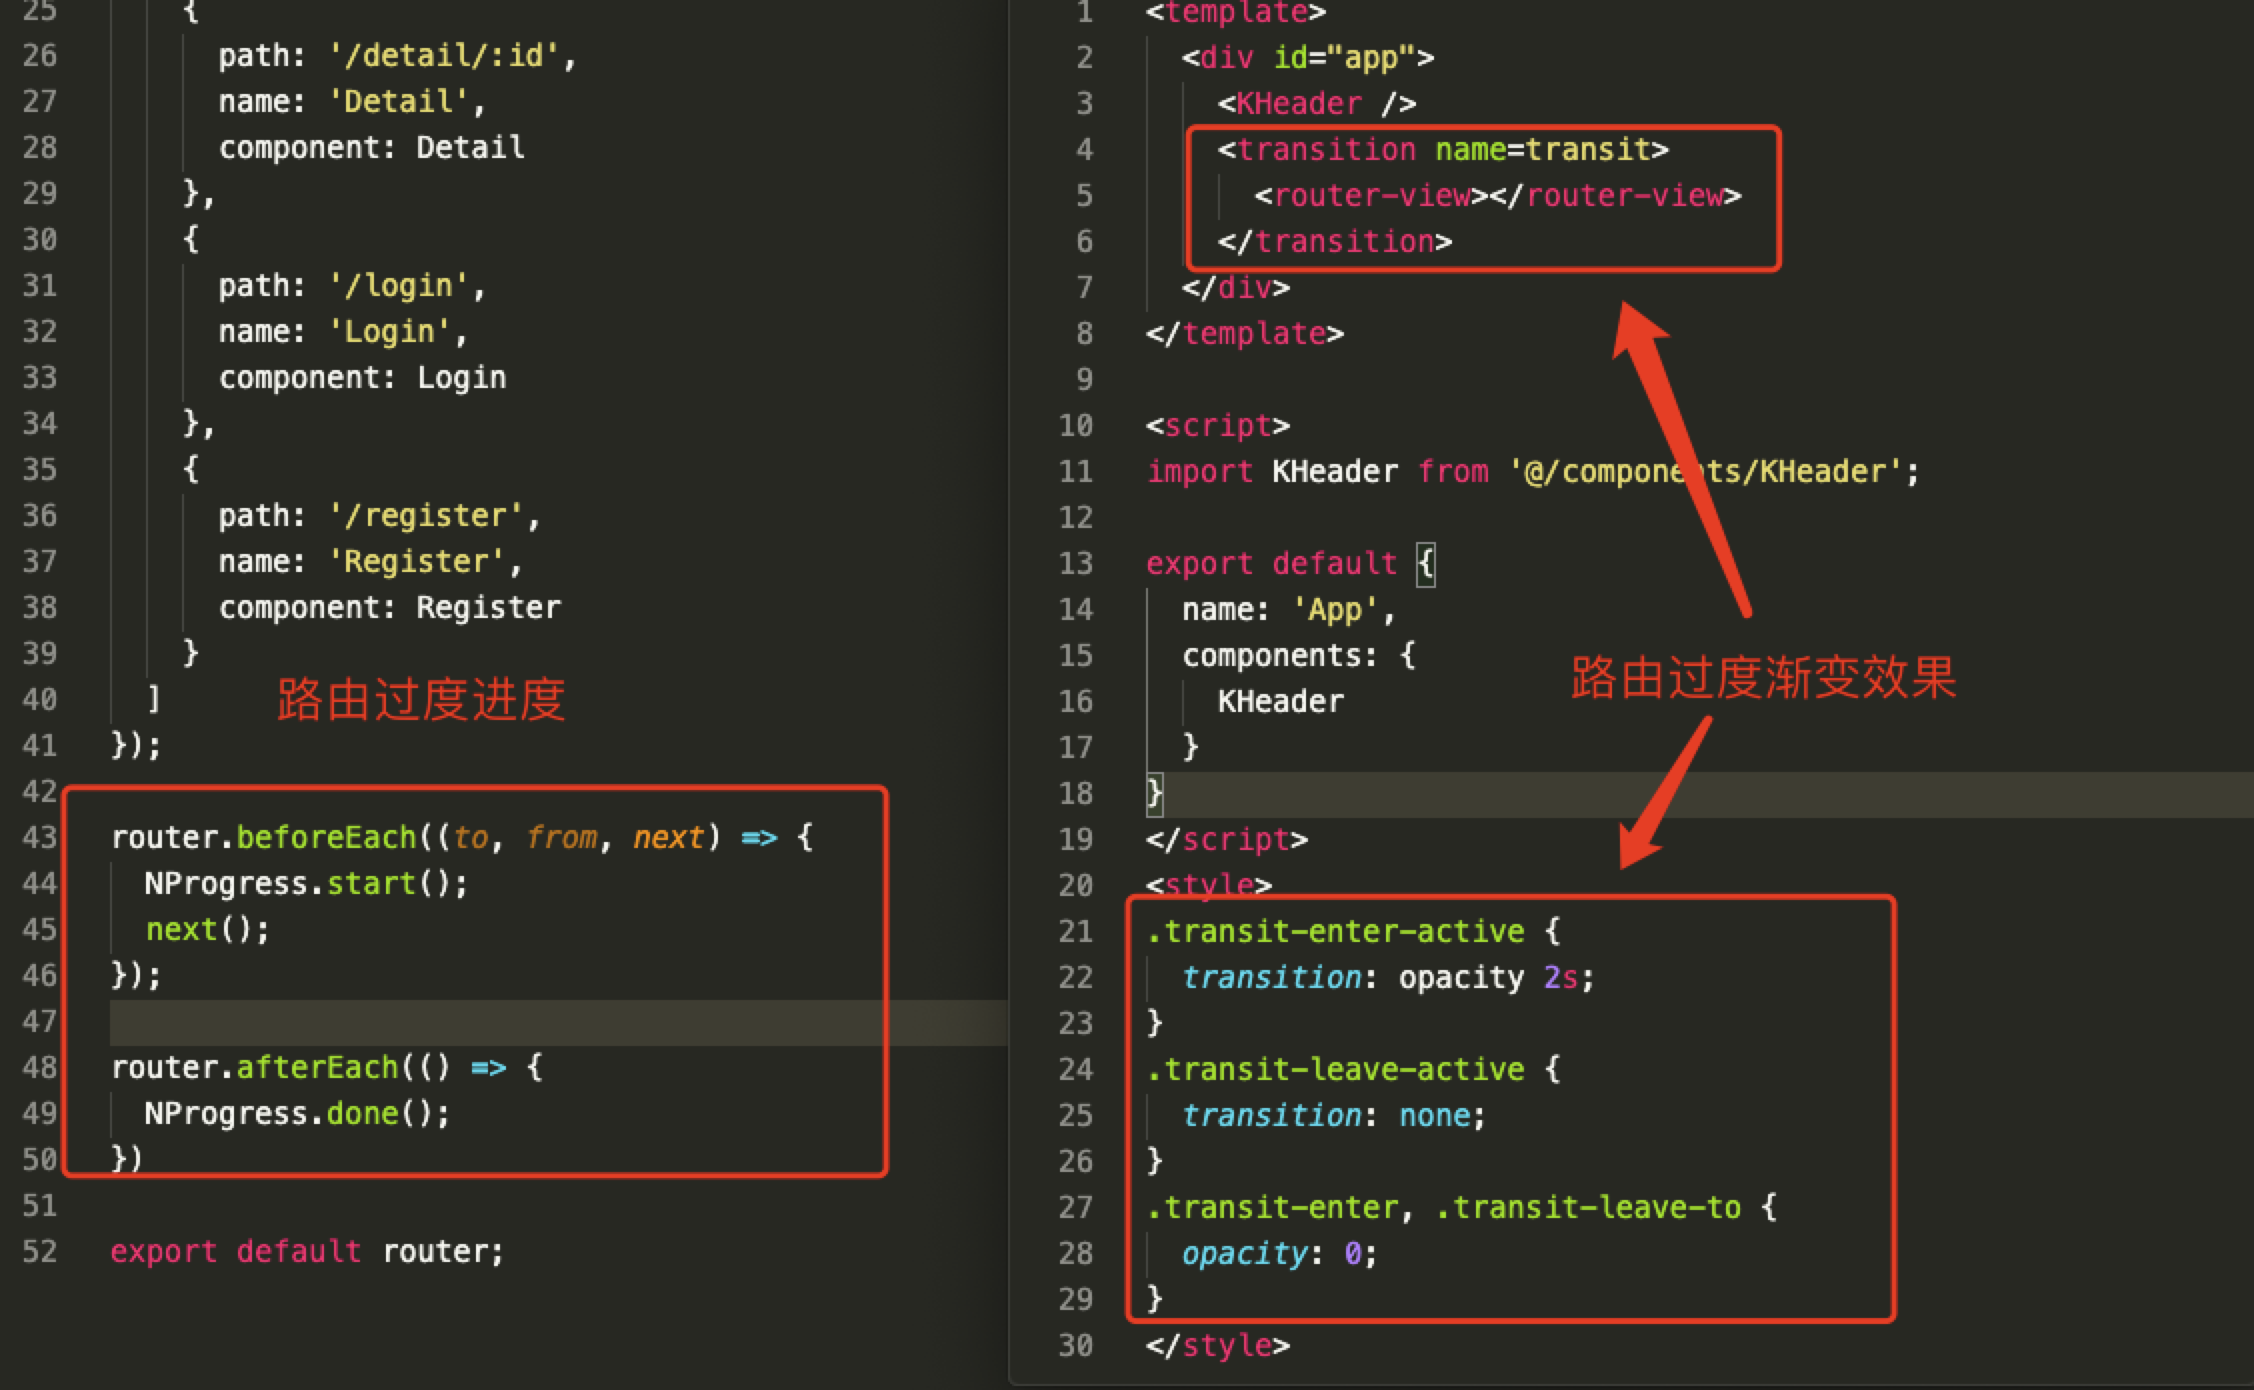 25 {
26 path: '/detail/:id',
27 name: 'Detail',
28 component: Detail
29 },
30 {
31 path: '/login',
32 name: 'Login',
33 component: Login
34 },
35 {
36 path: '/register',
37 name: 'Register',
38 component: Register
39 }
40 ]
路由过度进度
41 });
42
43 router.beforeEach((to, from, next) => {
44 NProgress.start();
45 next();
46 });
47
48 router.afterEach(() => {
49 NProgress.done();
50 })
51
52 export default router;
1 <template>
2 <div id="app">
3 <KHeader />
4 <transition name=transit>
5 <router-view></router-view>
6 </transition>
7 </div>
8 </template>
9
10 <script>
11 import KHeader from '@/components/KHeader';
12
13 export default {
14 name: 'App',
15 components: {
路由过度渐变效果
16 KHeader
17 }
18 }
19 </script>
20 <style>
21 .transit-enter-active {
22 transition: opacity 2s;
23 }
24 .transit-leave-active {
25 transition: none;
26 }
27 .transit-enter, .transit-leave-to {
28 opacity: 0;
29 }
30 </style>